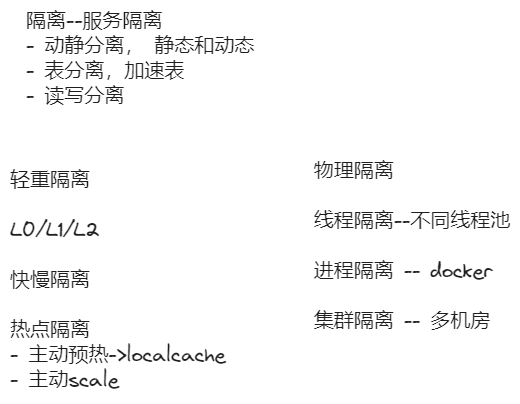 隔离--服务隔离
- 动静分离， 静态和动态
- 表分离，加速表
- 读写分离
轻重隔离
L0/L1/L2
快慢隔离
热点隔离
- 主动预热->localcache
- 主动scale
物理隔离
线程隔离--不同线程池
进程隔离 -- docker
集群隔离 -- 多机房